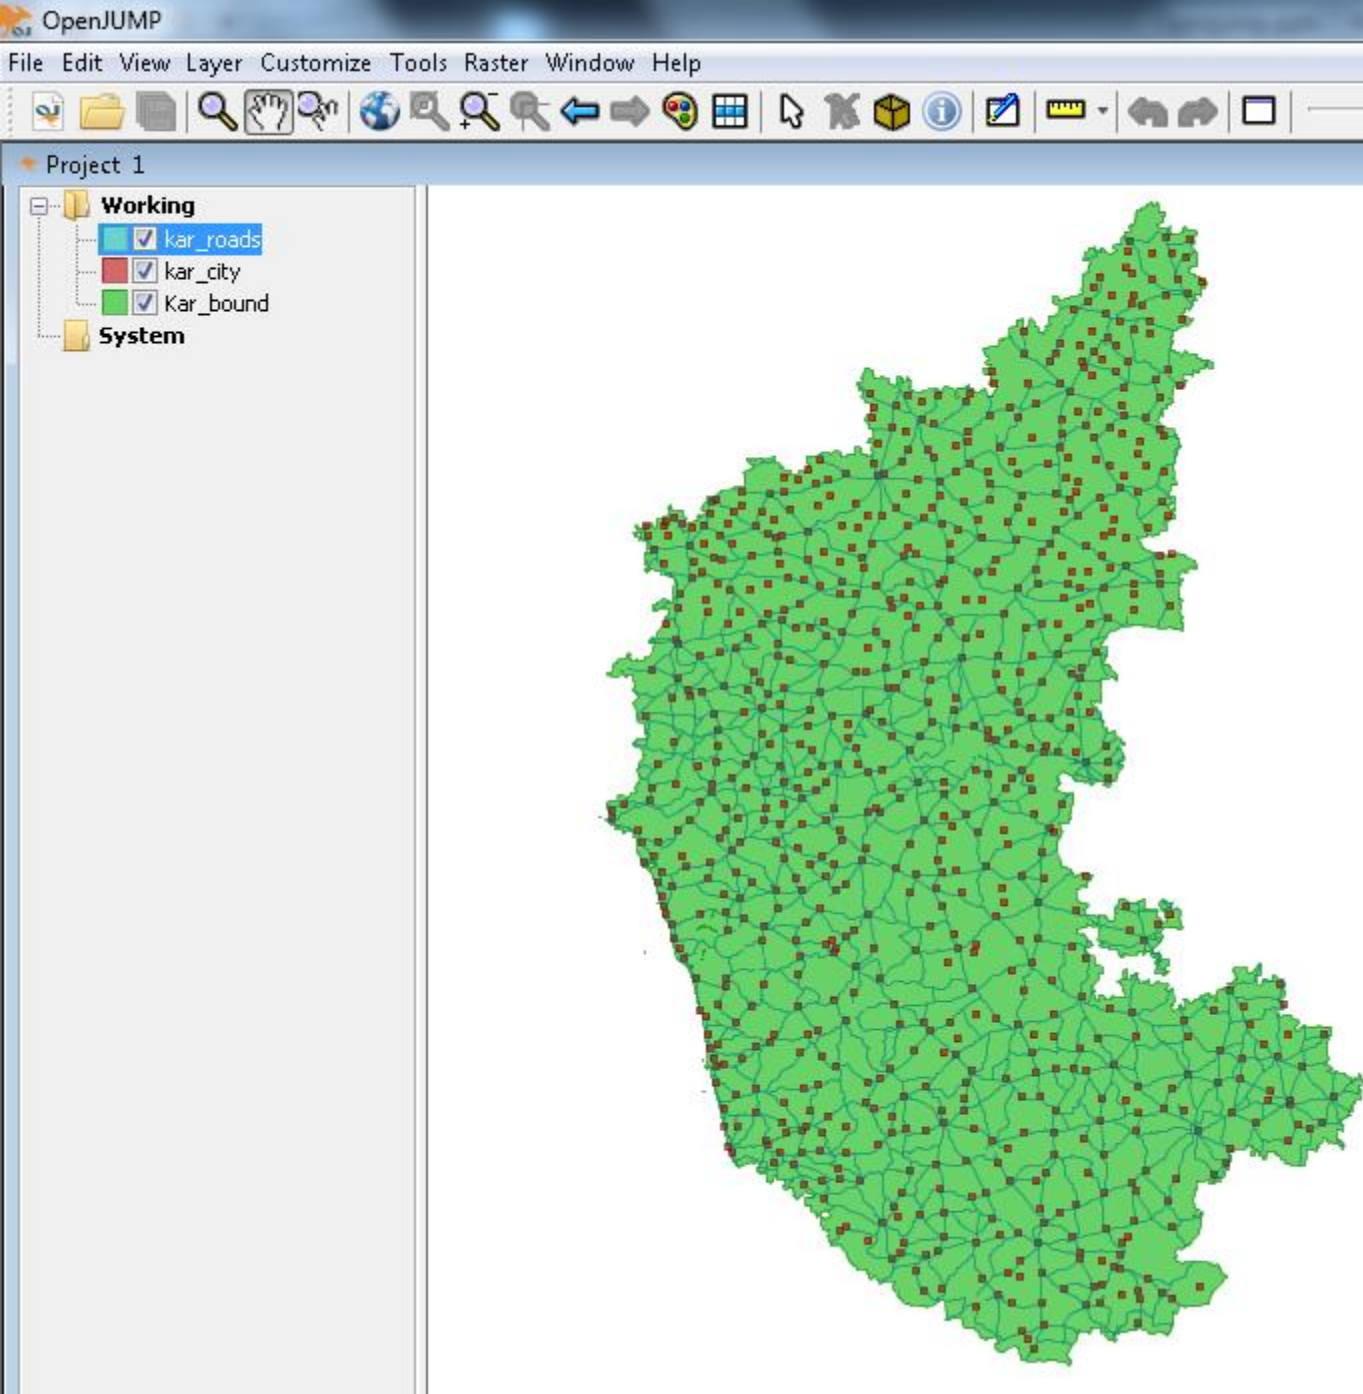 OpenJUMP
File Edit View Layer Customize Tools Raster Window Help
Project 1
Working
kar_roads
kar_city
Kar_bound
System